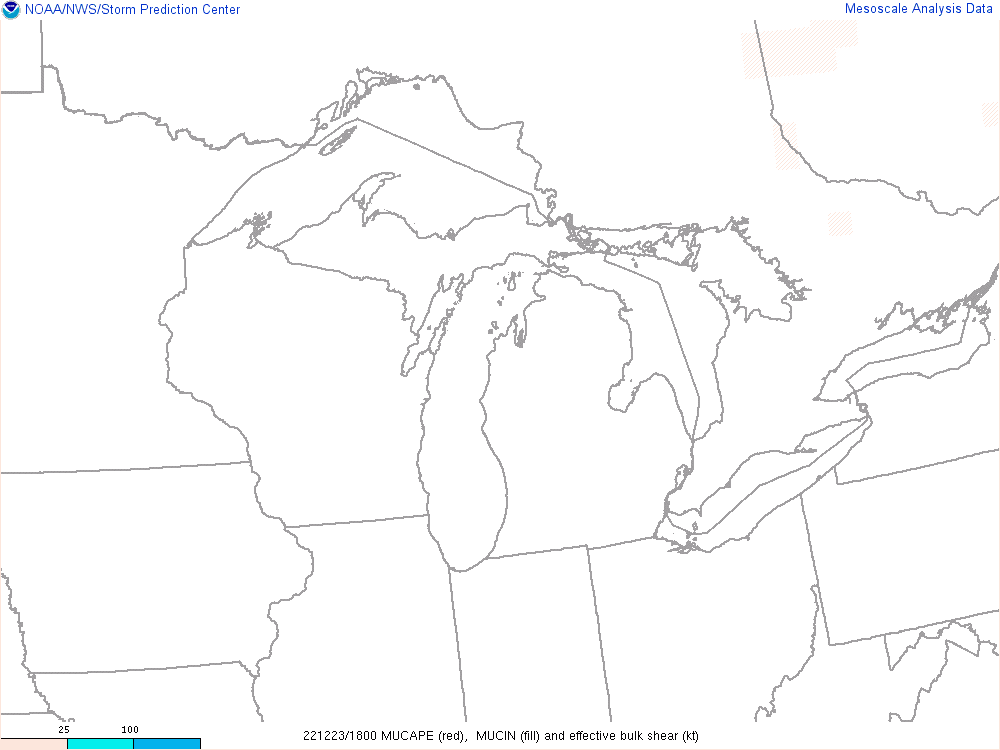 NOAA/NWS/Storm Prediction Center
Mesoscale Analysis Data
25 100
221223/1800 MUCAPE (red), MUCIN (fill) and effective bulk shear (kt)